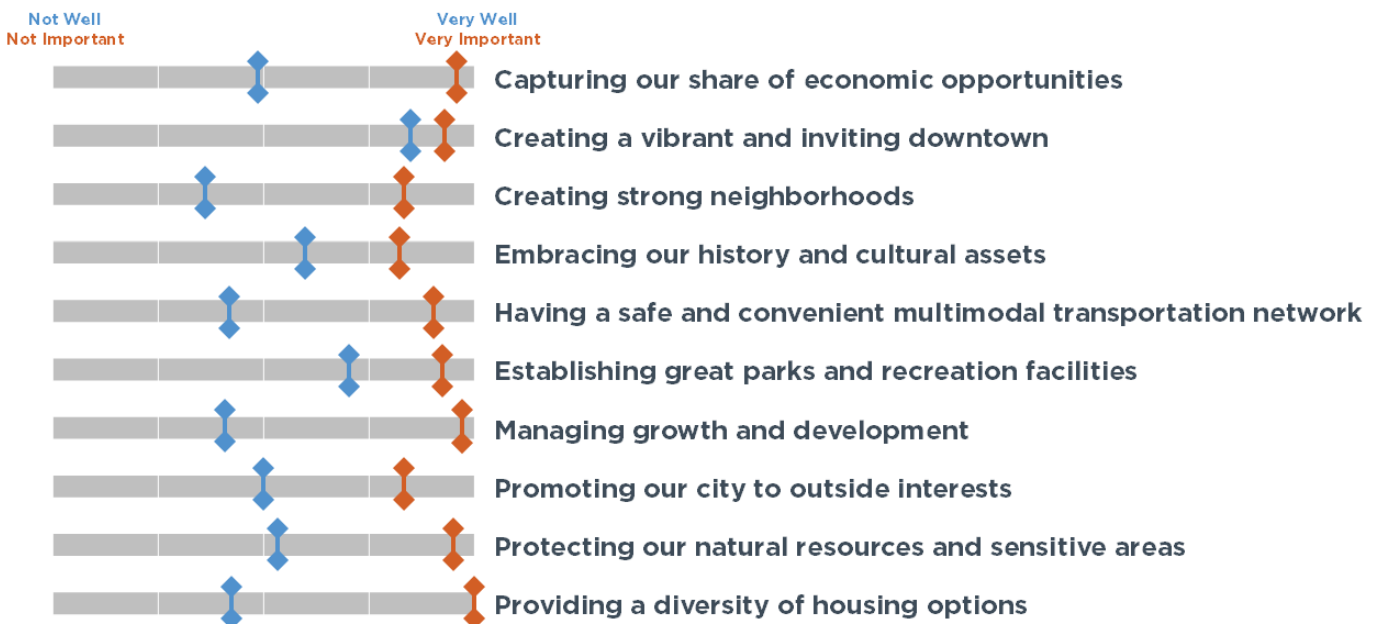 Not Well
Very Well
Not Important
Very Important
Capturing our share of economic opportunities
Creating a vibrant and inviting downtown
Creating strong neighborhoods
Embracing our history and cultural assets
Having a safe and convenient multimodal transportation network
Establishing great parks and recreation facilities
Managing growth and development
Promoting our city to outside interests
Protecting our natural resources and sensitive areas
Providing a diversity of housing options